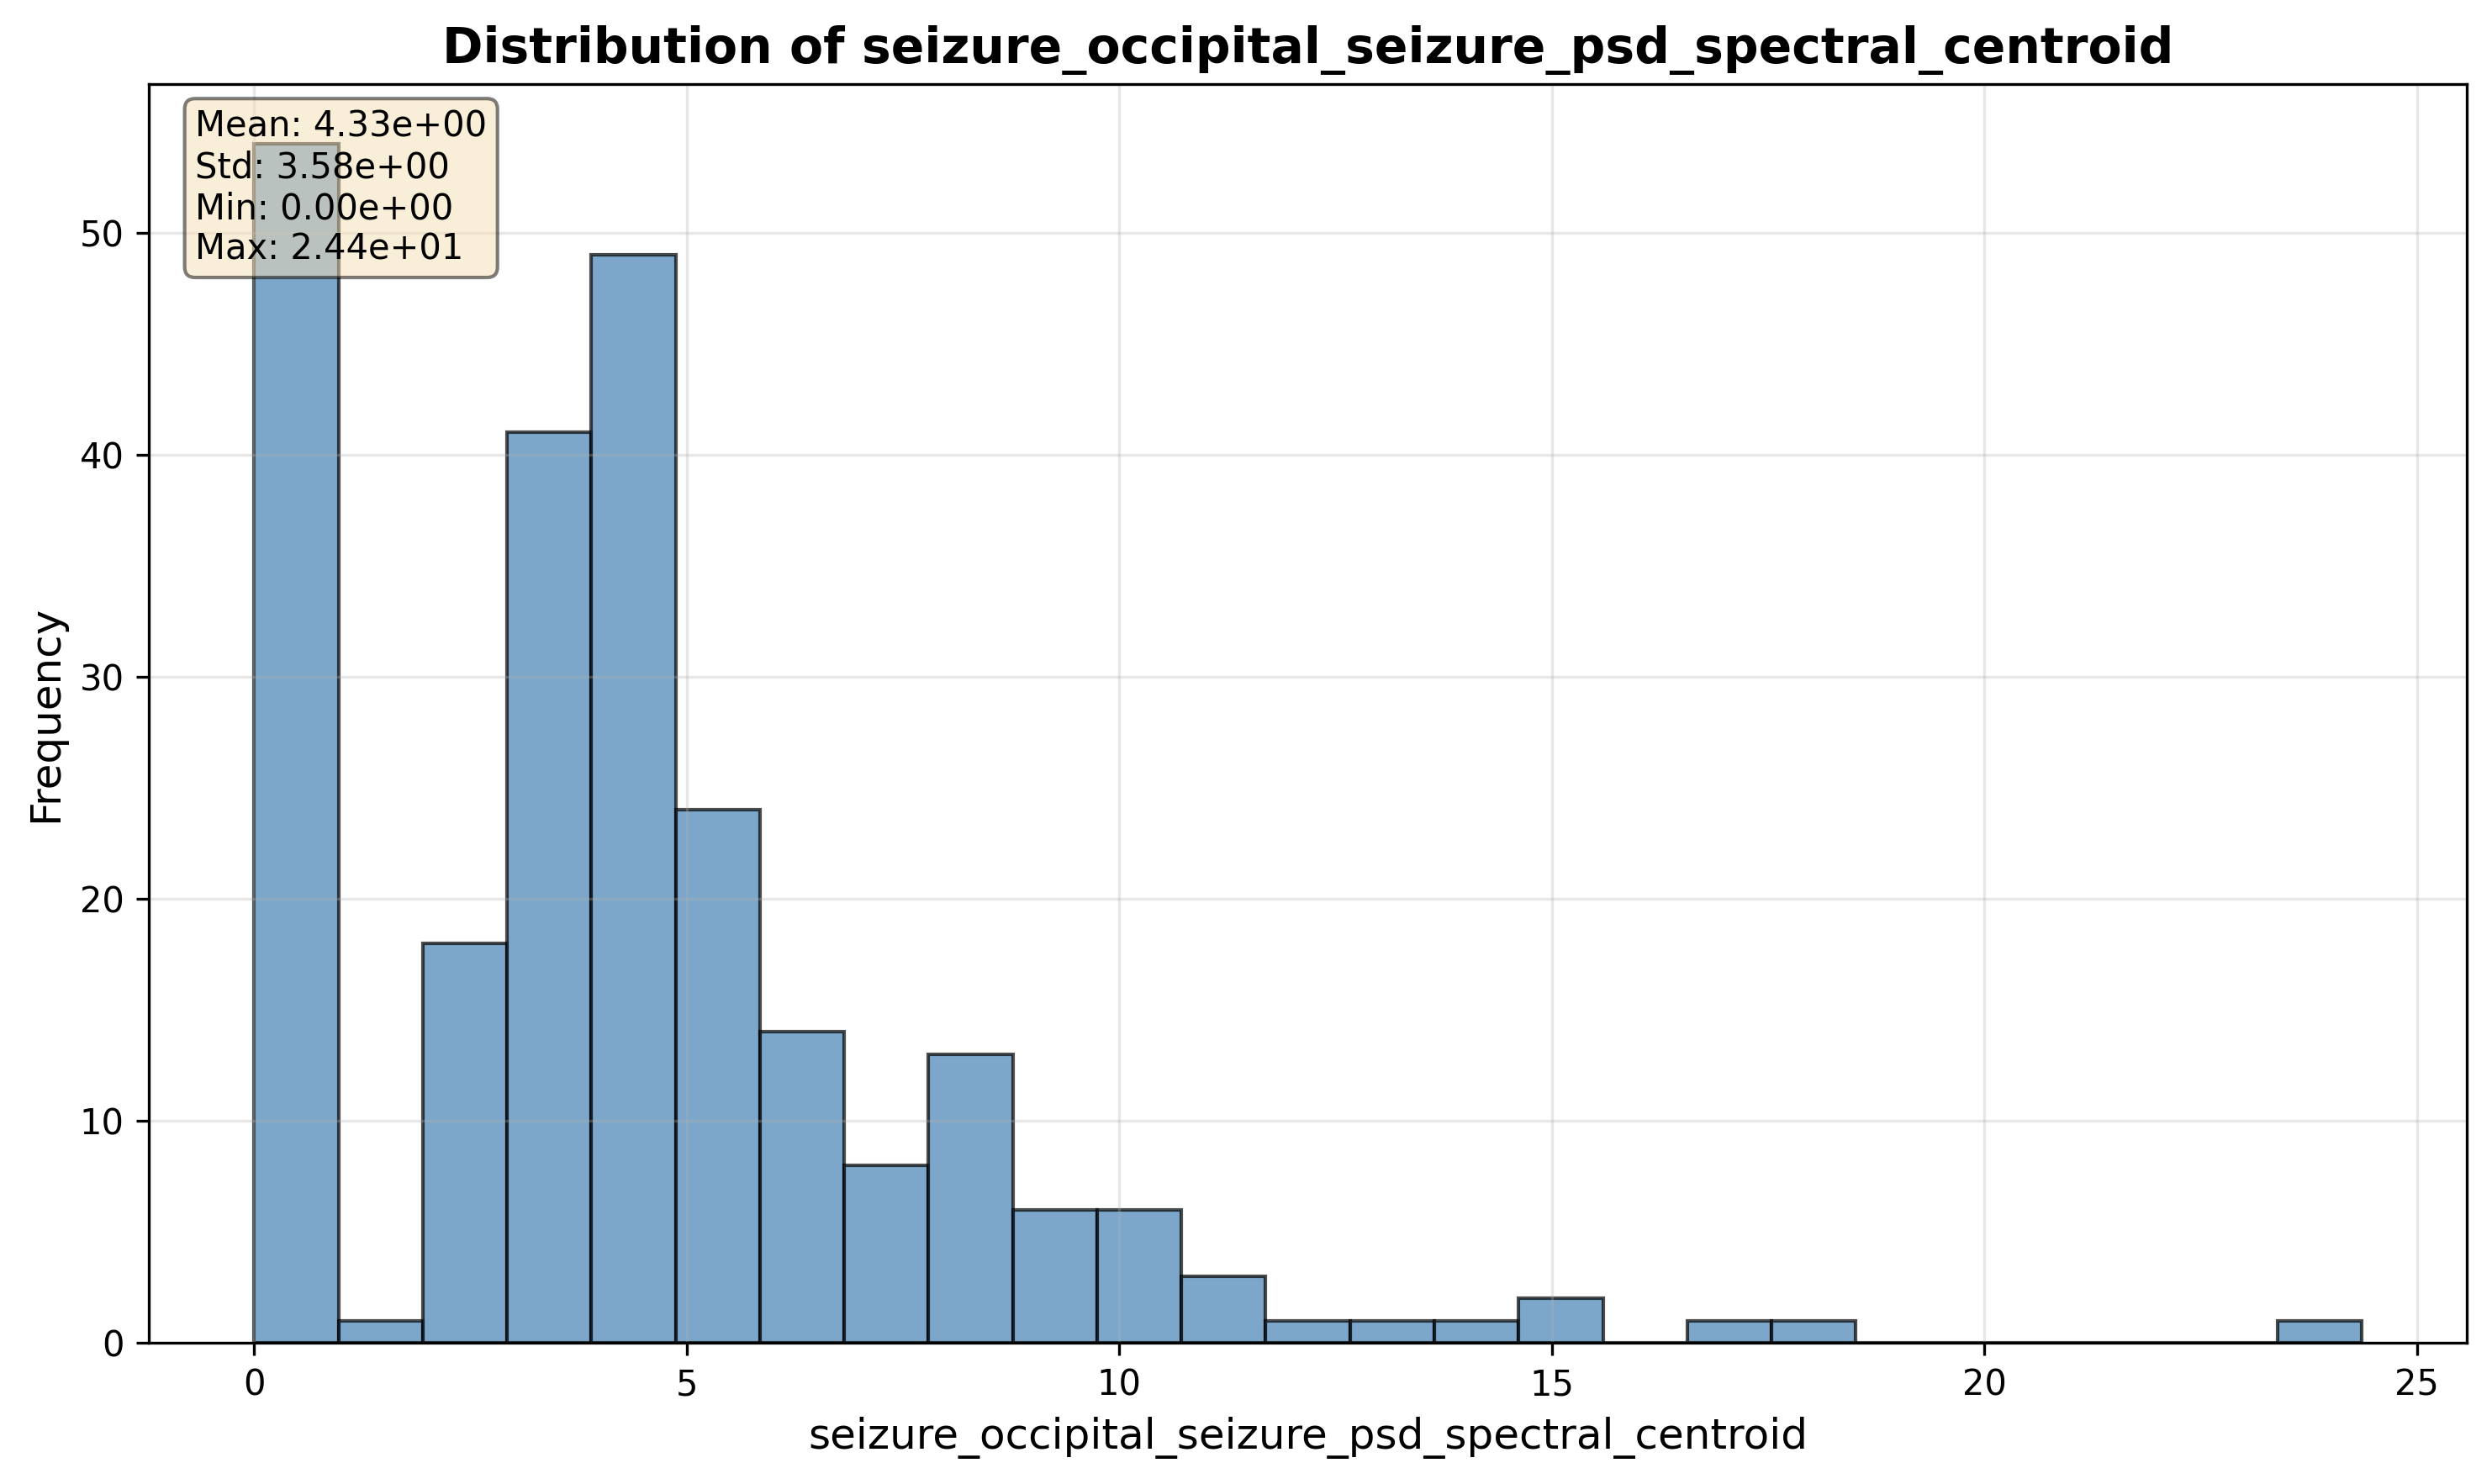 Distribution of seizure_occipital_seizure_psd_spectral_centroid
Mean: 4.33e+00
Std: 3.58e+00
Min: 0.00e+00
Max: 2.44e+01
50
40
30
20
10
0
Frequency
0 5 10 15 20 25
seizure_occipital_seizure_psd_spectral_centroid